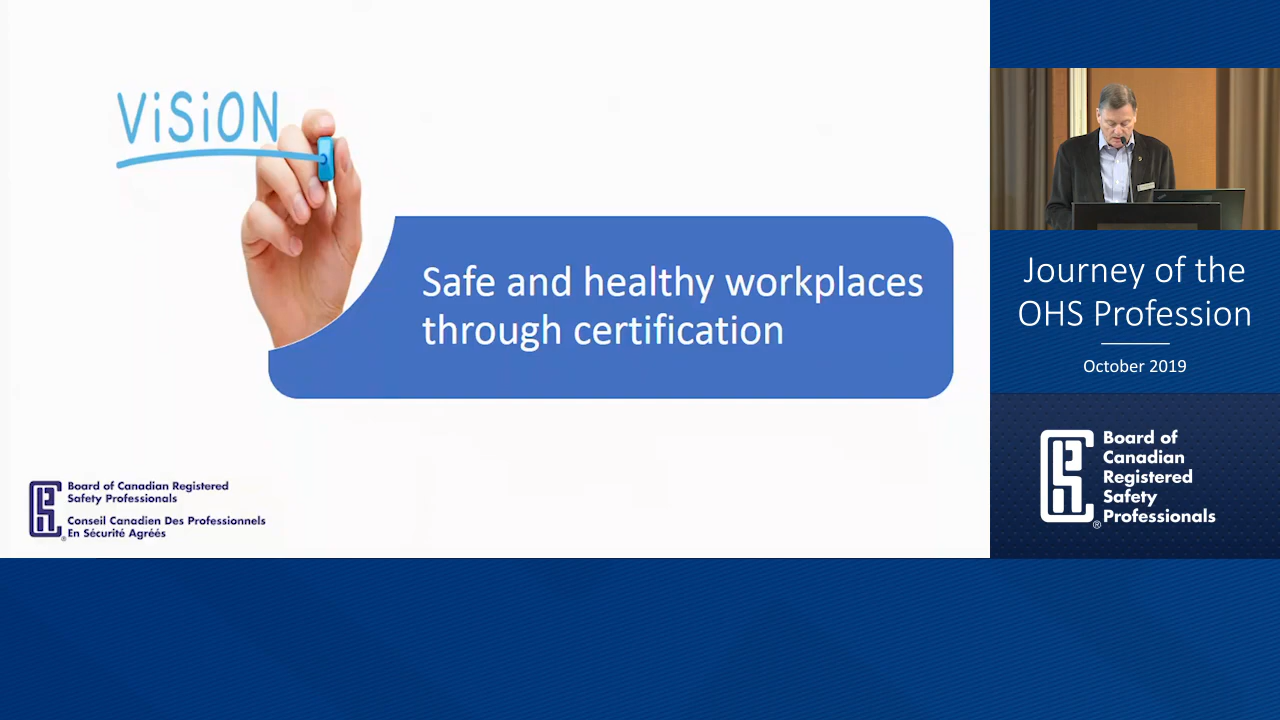 ViSiON
Safe and healthy workplaces
through certification
Board of Canadian Registered
Safety Professionals
Conseil Canadien Des Professionnels
En Sécurité Agréés
®
Journey of the
OHS Profession
October 2019
Board of
Canadian
Registered
Safety
Professionals
®